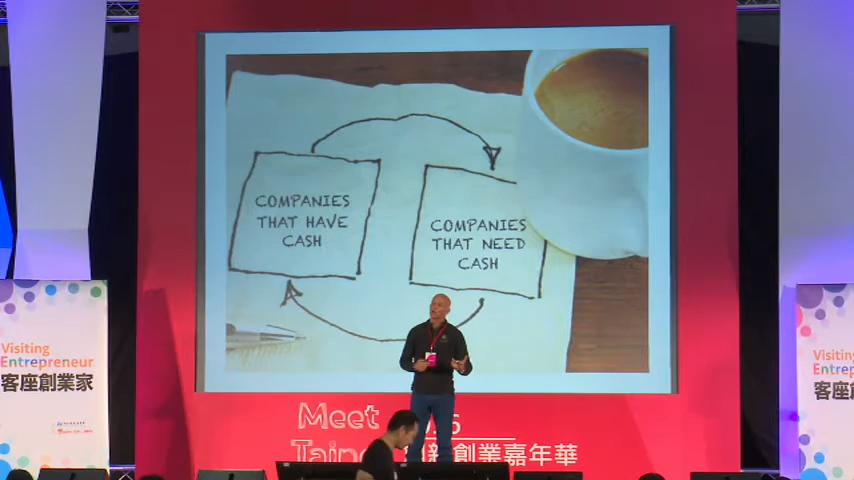 COMPANIES
THAT HAVE
CASH
COMPANIES
THAT NEED
CASH
Visiting
Entrepreneur
客座創業家
Visiting
客座創
Meet
創業嘉年華